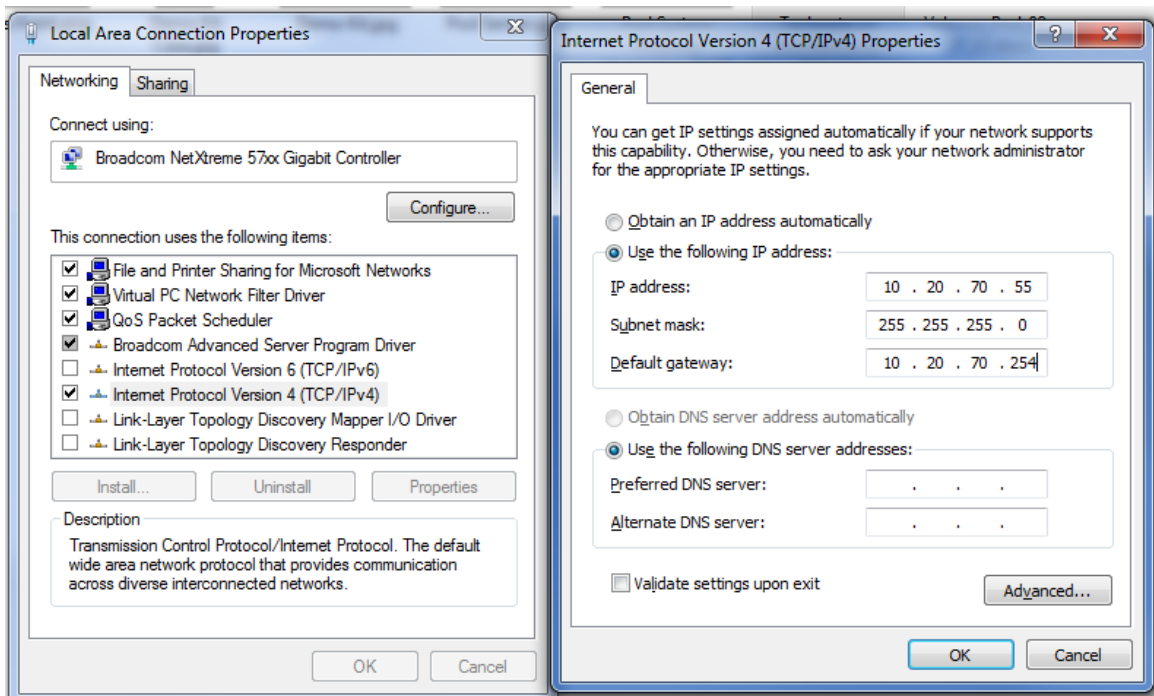 Local Area Connection Properties
Networking
Sharing
Connect using:
Broadcom NetXtreme 57xx Gigabit Controller
Configure...
This connection uses the following items:
File and Printer Sharing for Microsoft Networks
Virtual PC Network Filter Driver
QoS Packet Scheduler
Broadcom Advanced Server Program Driver
Internet Protocol Version 6 (TCP/IPv6)
Internet Protocol Version 4 (TCP/IPv4)
Link-Layer Topology Discovery Mapper I/O Driver
Link-Layer Topology Discovery Responder
Install...
Uninstall
Properties
Description
Transmission Control Protocol/Internet Protocol. The default
wide area network protocol that provides communication
across diverse interconnected networks.
OK
Cancel
Internet Protocol Version 4 (TCP/IPv4) Properties
General
You can get IP settings assigned automatically if your network supports
this capability. Otherwise, you need to ask your network administrator
for the appropriate IP settings.
Obtain an IP address automatically
Use the following IP address:
IP address: 10 . 20 . 70 . 55
Subnet mask: 255 . 255 . 255 . 0
Default gateway: 10 . 20 . 70 . 254
Obtain DNS server address automatically
Use the following DNS server addresses:
Preferred DNS server: . . .
Alternate DNS server: . . .
Validate settings upon exit
Advanced...
OK
Cancel